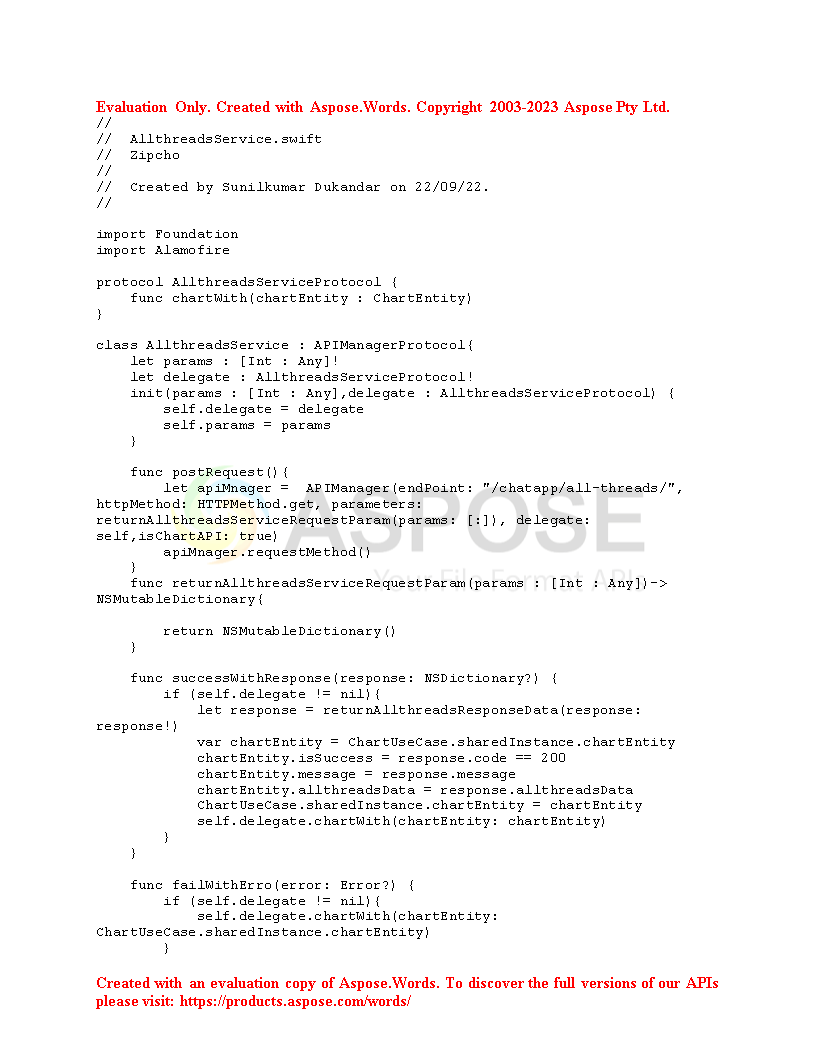 Evaluation Only. Created with Aspose.Words. Copyright 2003-2023 Aspose Pty Ltd.
//
//  AllthreadsService.swift
//  Zipcho
//
//  Created by Sunilkumar Dukandar on 22/09/22.
//

import Foundation
import Alamofire

protocol AllthreadsServiceProtocol {
    func chartWith(chartEntity : ChartEntity)
}

class AllthreadsService : APIManagerProtocol{
    let params : [Int : Any]!
    let delegate : AllthreadsServiceProtocol!
    init(params : [Int : Any],delegate : AllthreadsServiceProtocol) {
        self.delegate = delegate
        self.params = params
    }

    func postRequest(){
        let apiMnager =  APIManager(endPoint: "/chatapp/all-threads/",
httpMethod: HTTPMethod.get, parameters:
returnAllthreadsServiceRequestParam(params: [:]), delegate:
self,isChartAPI: true)
        apiMnager.requestMethod()
    }
    func returnAllthreadsServiceRequestParam(params : [Int : Any])->
NSMutableDictionary{

        return NSMutableDictionary()
    }

    func successWithResponse(response: NSDictionary?) {
        if (self.delegate != nil){
            let response = returnAllthreadsResponseData(response:
response!)
            var chartEntity = ChartUseCase.sharedInstance.chartEntity
            chartEntity.isSuccess = response.code == 200
            chartEntity.message = response.message
            chartEntity.allthreadsData = response.allthreadsData
            ChartUseCase.sharedInstance.chartEntity = chartEntity
            self.delegate.chartWith(chartEntity: chartEntity)
        }
    }

    func failWithErro(error: Error?) {
        if (self.delegate != nil){
            self.delegate.chartWith(chartEntity:
ChartUseCase.sharedInstance.chartEntity)
        }
ASPOSE
Your File Format APIs
Created with an evaluation copy of Aspose.Words. To discover the full versions of our APIs
please visit: https://products.aspose.com/words/